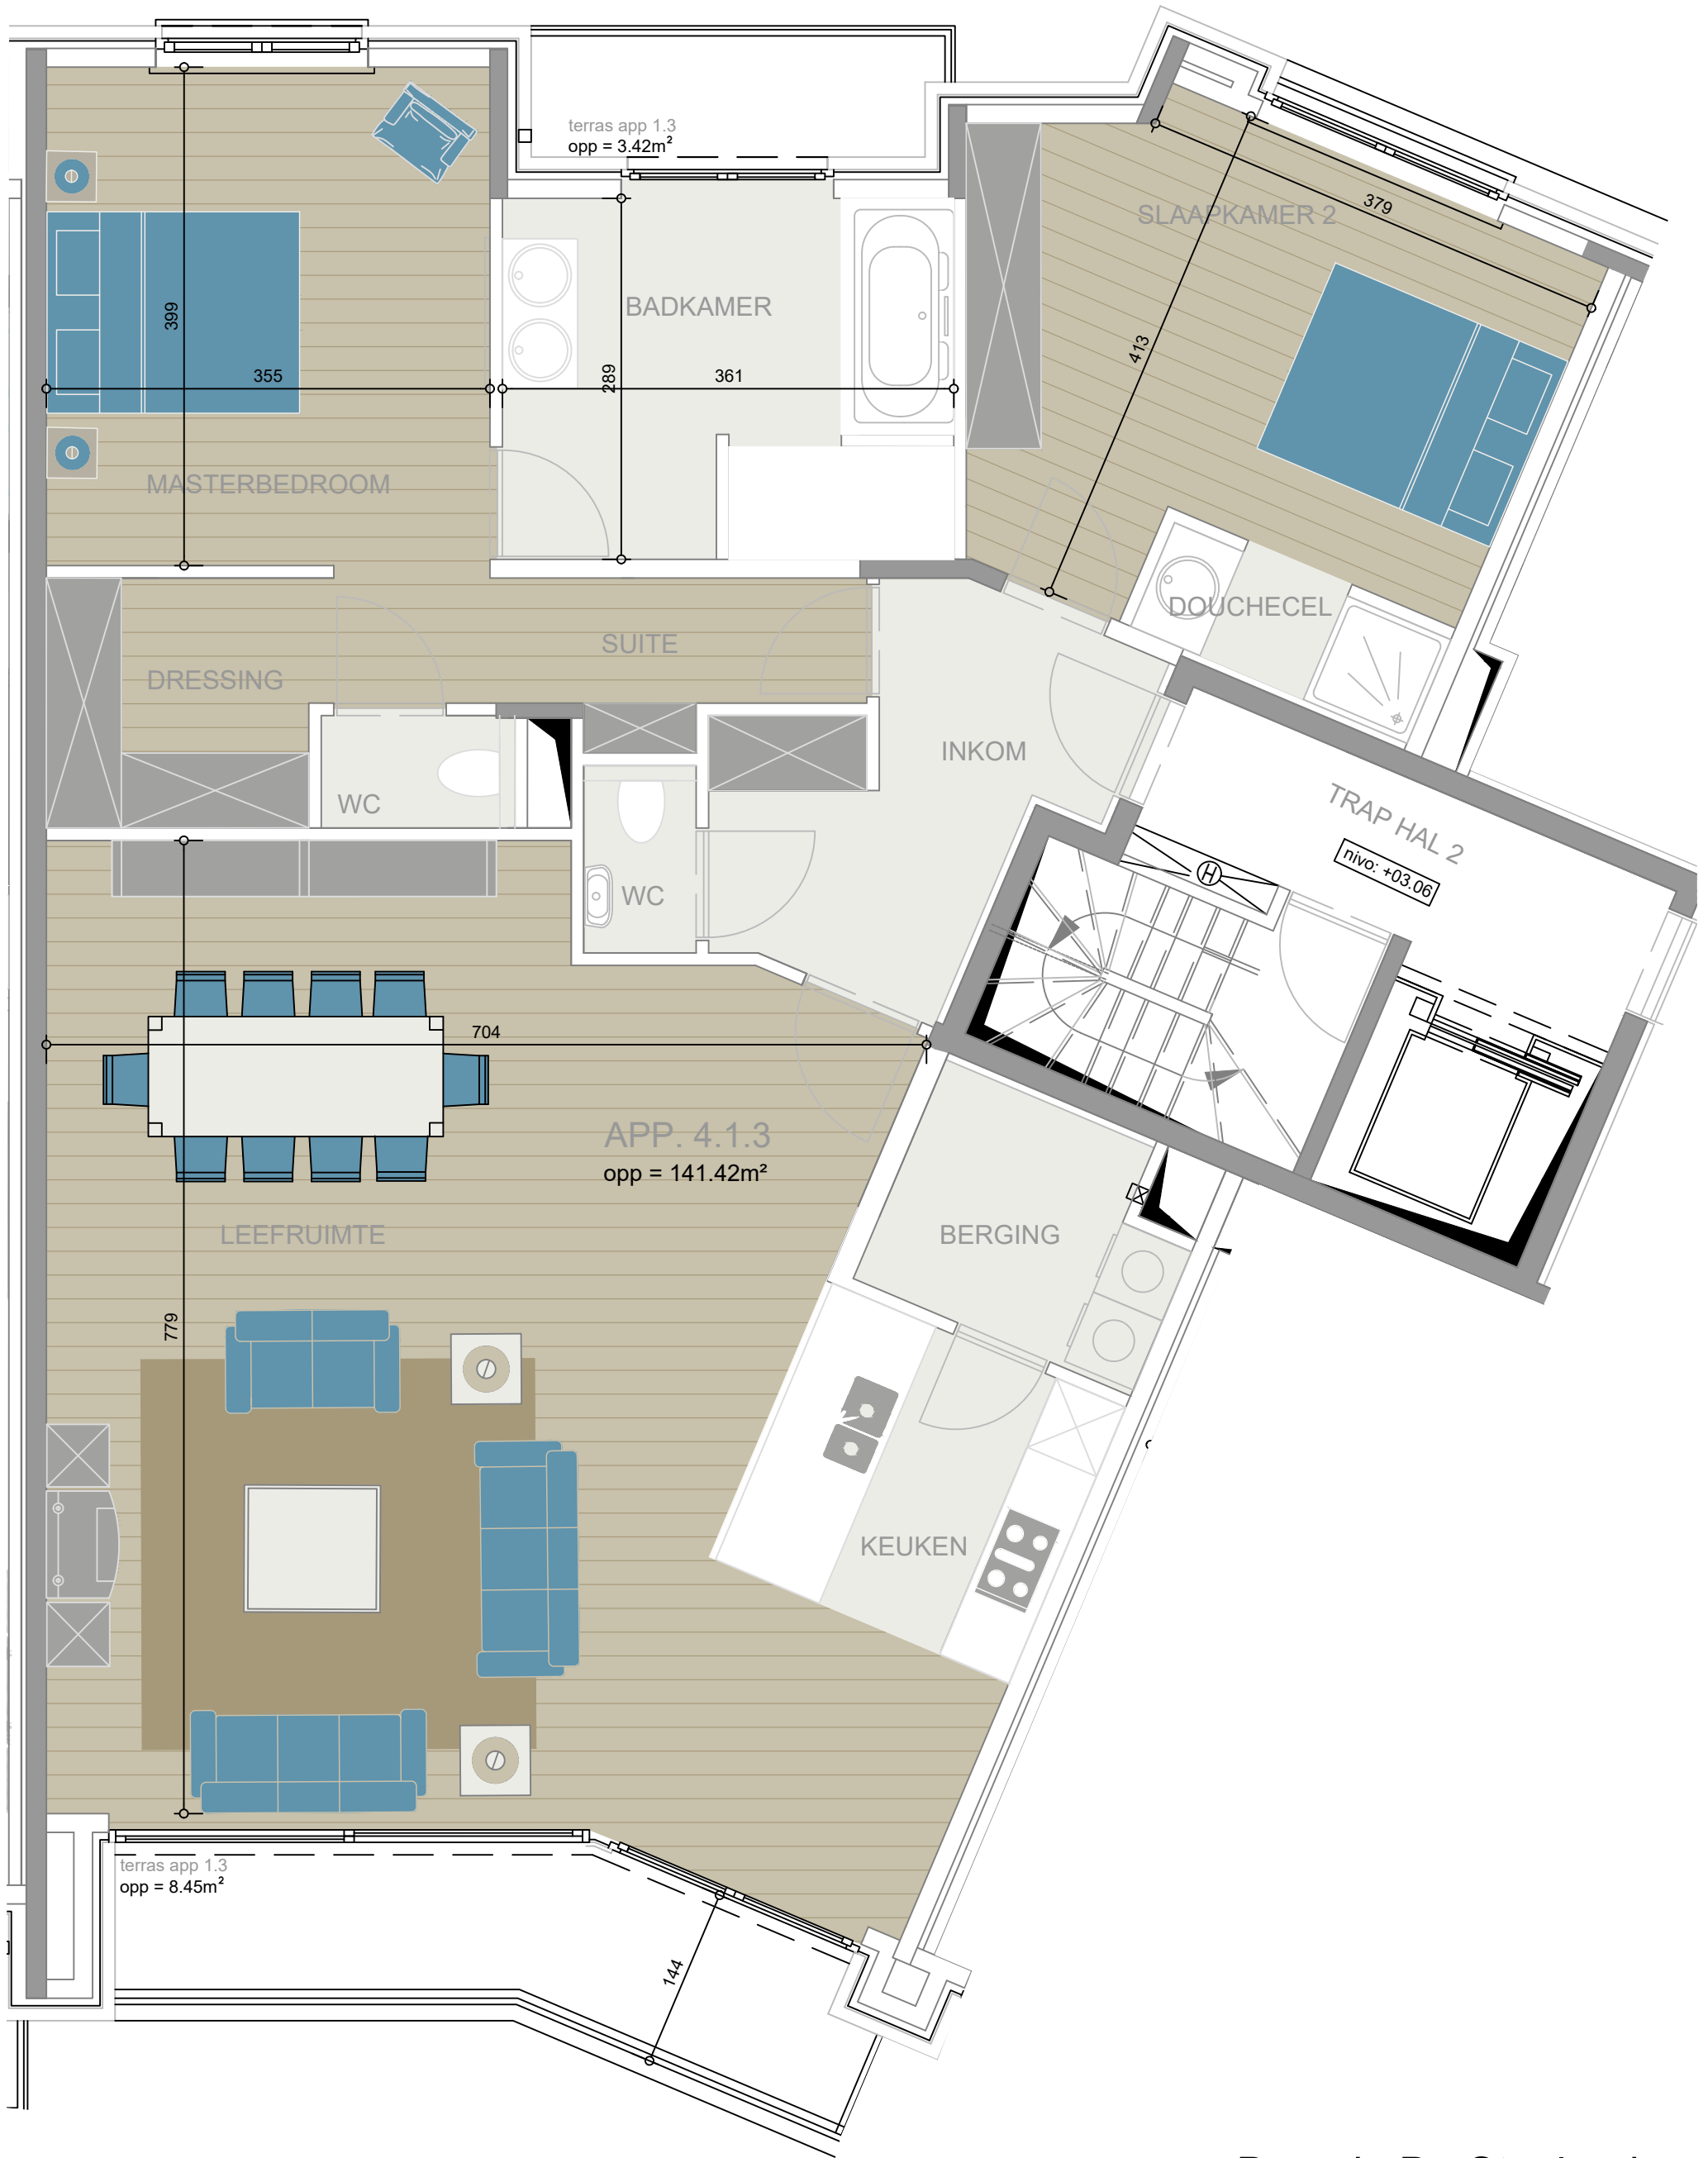 terras app 1.3
opp = 3.42m²
379
SLAAPKAMER 2
399
BADKAMER
413
355
289
361
MASTERBEDROOM
DOUCHECEL
SUITE
DRESSING
INKOM
WC
TRAP HAL 2
nivo: +03.06
H
WC
704
APP. 4.1.3
opp = 141.42m²
LEEFRUIMTE
BERGING
779
KEUKEN
terras app 1.3
opp = 8.45m²
144